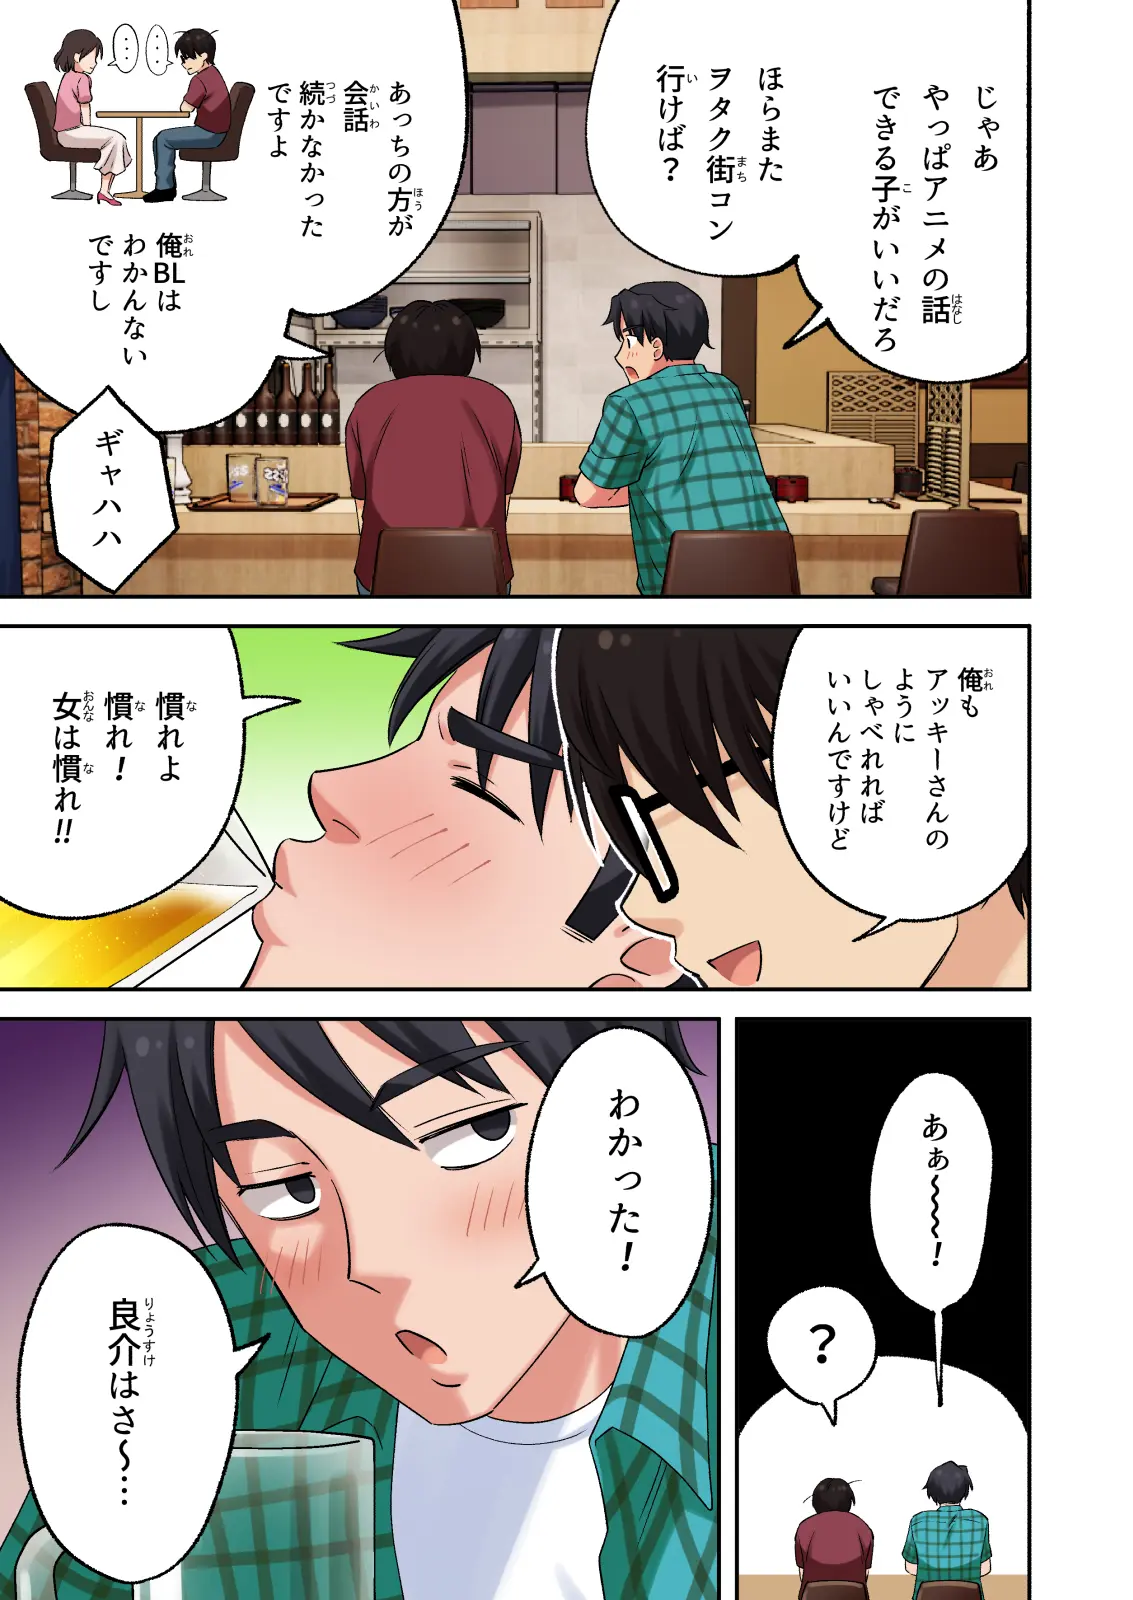 じゃあ
やっぱアニメの話
できる子がいいだろ
ほらまた
ヲタク街コン
行けば？
あっちの方が
会話
続かなかった
ですよ
俺BLは
わかんない
ですし
ギャハハ
俺も
アッキーさんの
ように
しゃべれれば
いいんですけど
慣れよ
慣れ！
女は慣れ!!
あぁ〜〜〜！
？
わかった！
良介はさ〜…